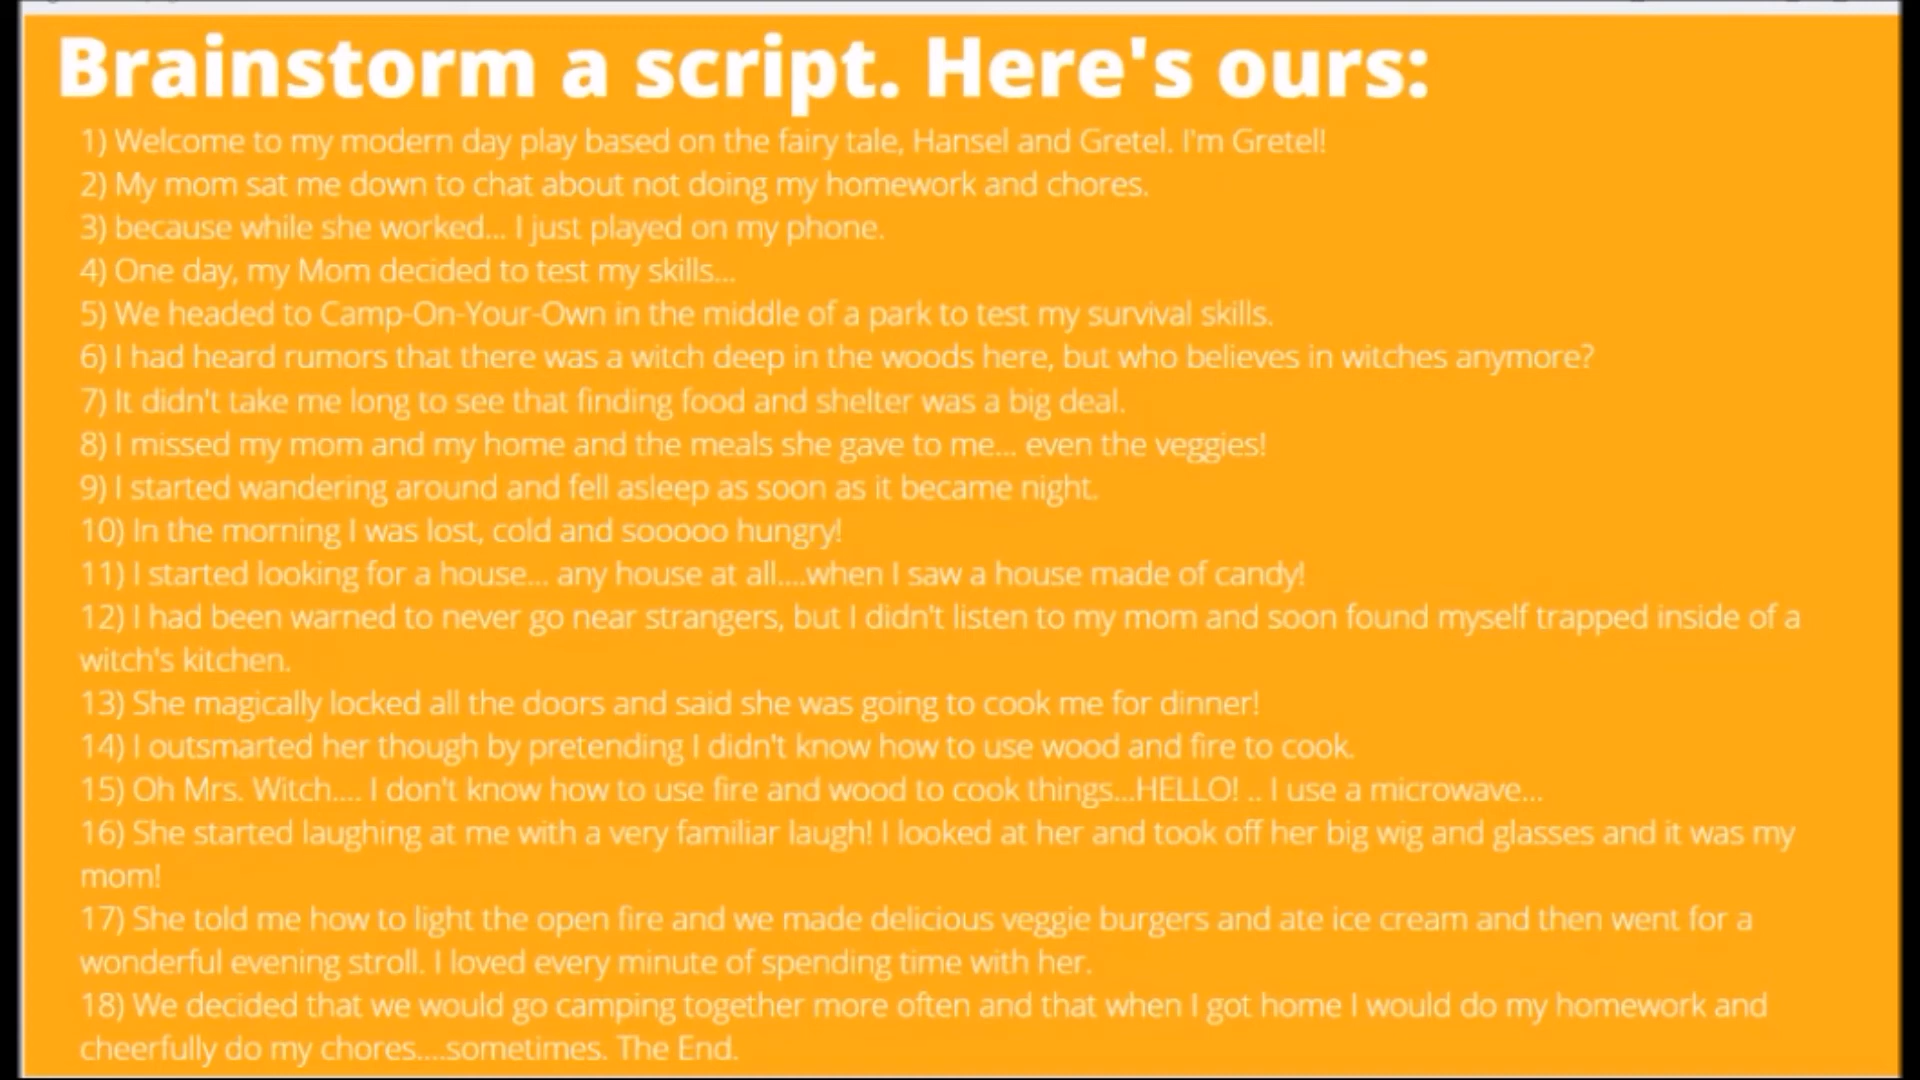 Brainstorm a script. Here's ours:
1) Welcome to my modern day play based on the fairy tale, Hansel and Gretel. I'm Gretel!
2) My mom sat me down to chat about not doing my homework and chores.
3) because while she worked... I just played on my phone.
4) One day, my Mom decided to test my skills...
5) We headed to Camp-On-Your-Own in the middle of a park to test my survival skills.
6) I had heard rumors that there was a witch deep in the woods here, but who believes in witches anymore?
7) It didn't take me long to see that finding food and shelter was a big deal.
8) I missed my mom and my home and the meals she gave to me... even the veggies!
9) I started wandering around and fell asleep as soon as it became night.
10) In the morning I was lost, cold and sooooo hungry!
11) I started looking for a house... any house at all....when I saw a house made of candy!
12) I had been warned to never go near strangers, but I didn't listen to my mom and soon found myself trapped inside of a
witch's kitchen.
13) She magically locked all the doors and said she was going to cook me for dinner!
14) I outsmarted her though by pretending I didn't know how to use wood and fire to cook.
15) Oh Mrs. Witch.... I don't know how to use fire and wood to cook things...HELLO! .. I use a microwave...
16) She started laughing at me with a very familiar laugh! I looked at her and took off her big wig and glasses and it was my
mom!
17) She told me how to light the open fire and we made delicious veggie burgers and ate ice cream and then went for a
wonderful evening stroll. I loved every minute of spending time with her.
18) We decided that we would go camping together more often and that when I got home I would do my homework and
cheerfully do my chores....sometimes. The End.